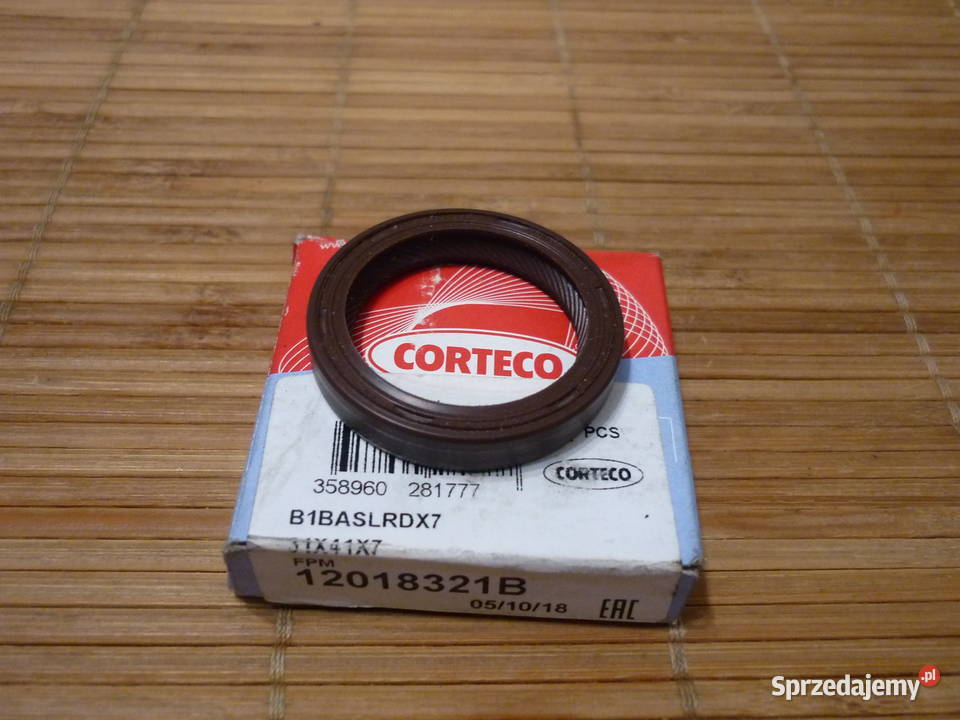 CORTECO
PCS
CORTECO
358960 281777
B1BASLRDX7
31X41X7
FPM
12018321B
05/10/18 EAC
Sprzedajemy.pl